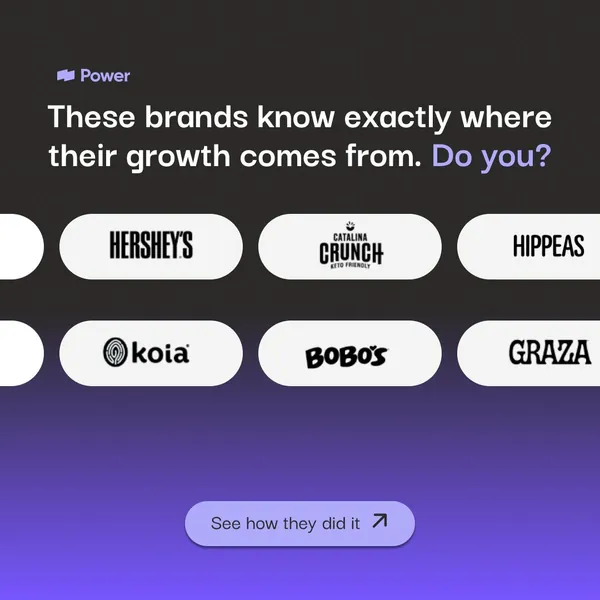 Power
These brands know exactly where
their growth comes from. Do you?
HERSHEY'S
CATALINA
CRUNCH
KETO FRIENDLY
HIPPEAS
koia
BOBO'S
GRAZA
See how they did it